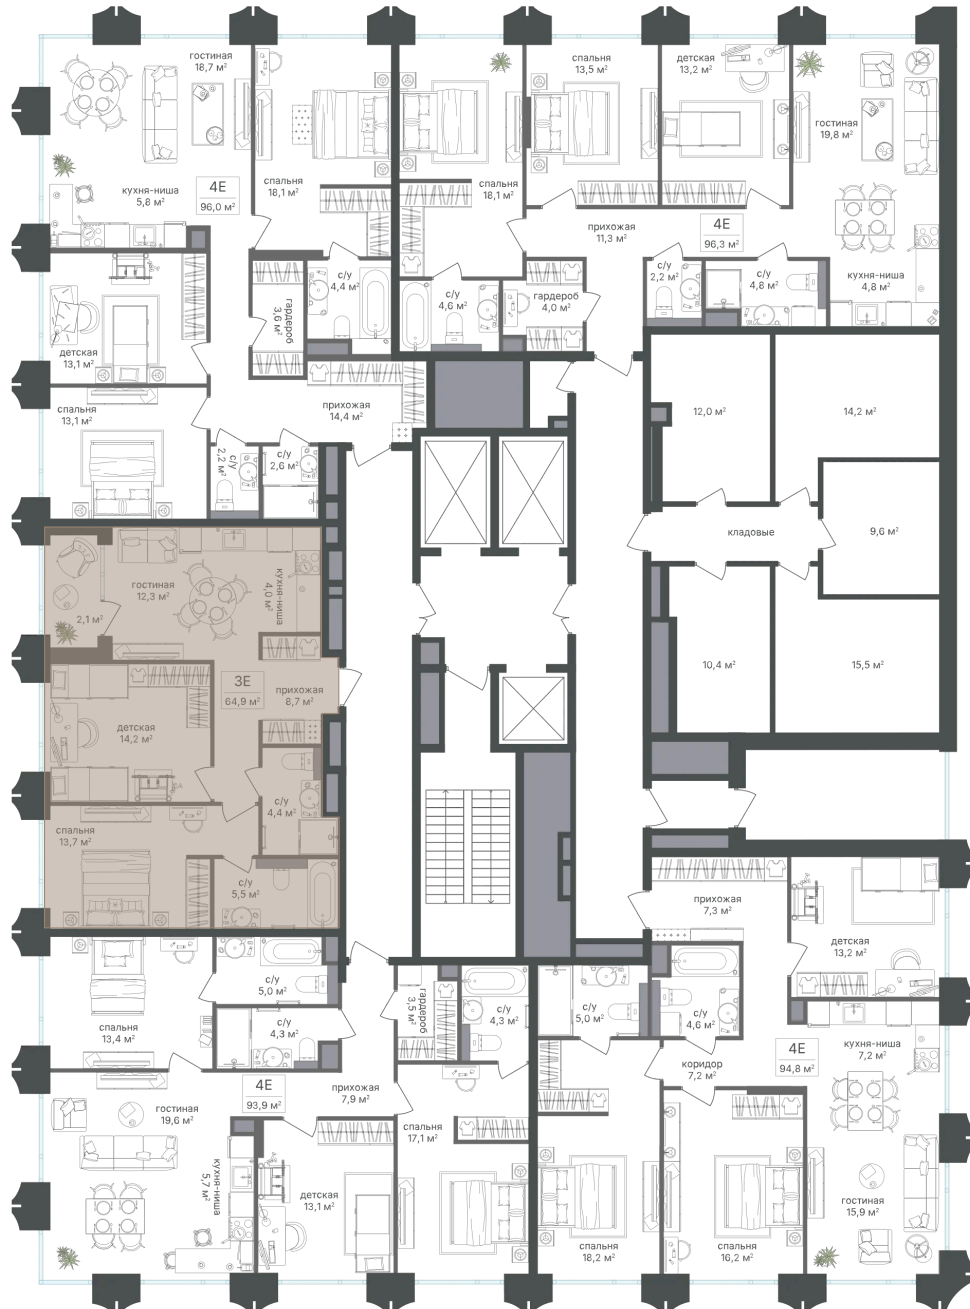 гостиная
18,7 м²
кухня-ниша
5,8 м²
4Е
96,0 м²
спальня
18,1 м²
спальня
18,1 м²
спальня
13,5 м²
детская
13,2 м²
гостиная
19,8 м²
прихожая
11,3 м²
4Е
96,3 м²
с/у
2,2 м²
с/у
4,8 м²
кухня-ниша
4,8 м²
с/у
4,4 м²
гардероб
3,6 м²
с/у
4,6 м²
гардероб
4,0 м²
детская
13,1 м²
спальня
13,1 м²
прихожая
14,4 м²
с/у
2,2 м²
с/у
2,6 м²
12,0 м²
14,2 м²
кладовые
9,6 м²
10,4 м²
15,5 м²
гостиная
12,3 м²
кухня-ниша
4,0 м²
2,1 м²
3Е
64,9 м²
прихожая
8,7 м²
детская
14,2 м²
с/у
4,4 м²
спальня
13,7 м²
с/у
5,5 м²
прихожая
7,3 м²
детская
13,2 м²
с/у
5,0 м²
спальня
13,4 м²
с/у
4,3 м²
гардероб
3,5 м²
с/у
4,3 м²
с/у
5,0 м²
с/у
4,6 м²
коридор
7,2 м²
4Е
94,8 м²
кухня-ниша
7,2 м²
4Е
93,9 м²
прихожая
7,9 м²
гостиная
19,6 м²
спальня
17,1 м²
кухня-ниша
5,7 м²
детская
13,1 м²
спальня
18,2 м²
спальня
16,2 м²
гостиная
15,9 м²